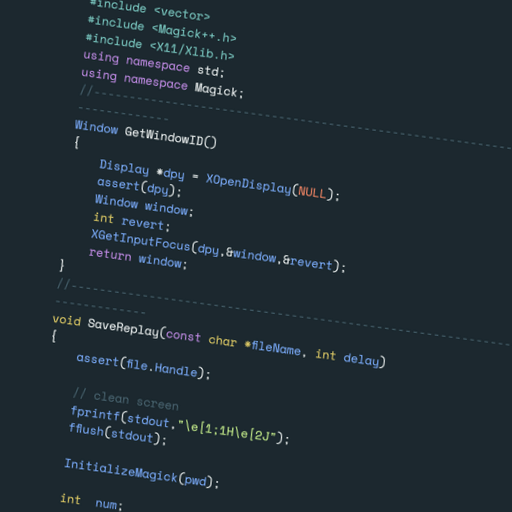 #include <vector>
#include <Magick++.h>
#include <X11/Xlib.h>
using namespace std;
using namespace Magick;
//------------------------------------------------------------
------------
Window GetWindowID()
{
Display *dpy = XOpenDisplay(NULL);
assert(dpy);
Window window;
int revert;
XGetInputFocus(dpy,&window,&revert);
return window;
}
//------------------------------------------------------------
------------
void SaveReplay(const char *fileName, int delay)
{
assert(file.Handle);
// clean screen
fprintf(stdout,"\e[1;1H\e[2J");
fflush(stdout);
InitializeMagick(pwd);
int num;